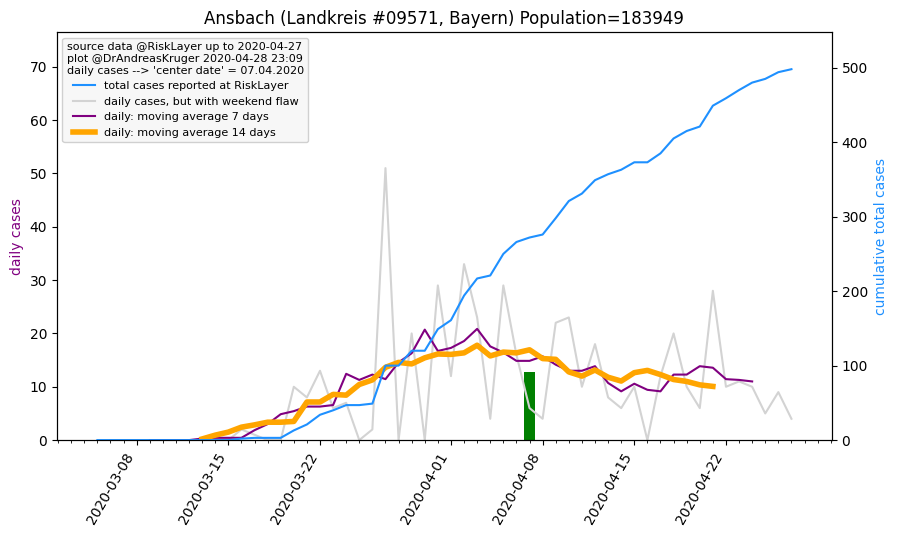 Ansbach (Landkreis #09571, Bayern) Population=183949
source data @RiskLayer up to 2020-04-27
plot @DrAndreasKruger 2020-04-28 23:09
daily cases --> 'center date' = 07.04.2020
total cases reported at RiskLayer
daily cases, but with weekend flaw
daily: moving average 7 days
daily: moving average 14 days
daily cases
70
60
50
40
30
20
10
0
500
400
300
200
100
0
cumulative total cases
2020-03-08
2020-03-15
2020-03-22
2020-04-01
2020-04-08
2020-04-15
2020-04-22